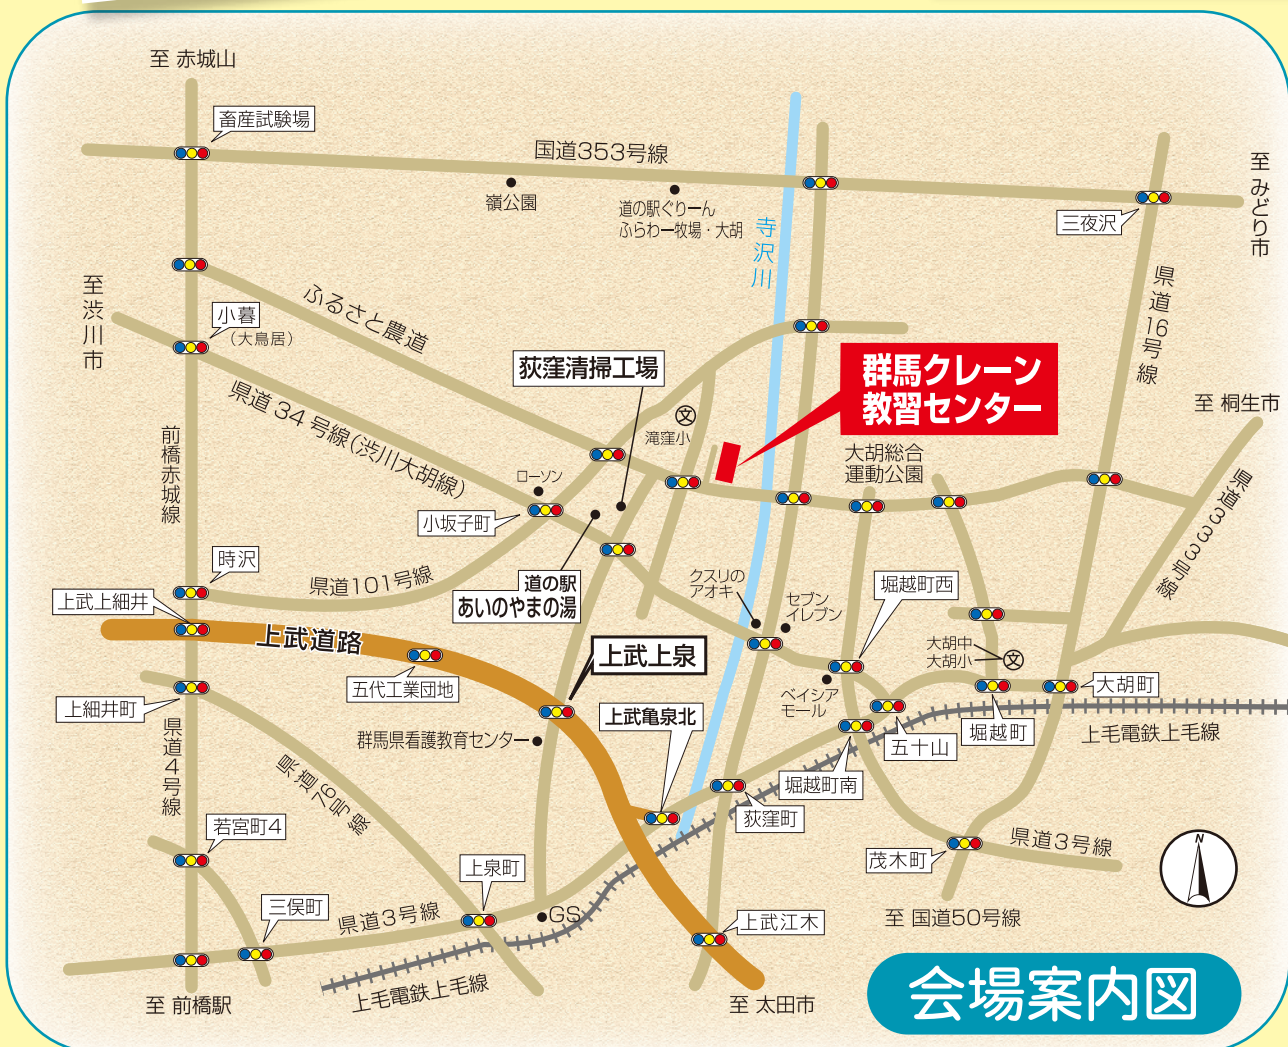 至 赤城山
畜産試験場
国道353号線
嶺公園
道の駅ぐりーん
ふらわー牧場・大胡
寺沢川
三夜沢
至 みどり市
至 渋川市
小暮
(大鳥居)
ふるさと農道
県道34号線(渋川大胡線)
県道16号線
荻窪清掃工場
群馬クレーン
教習センター
文
滝窪小
至 桐生市
前橋赤城線
ローソン
小坂子町
大胡総合
運動公園
県道333号線
時沢
県道101号線
道の駅
あいのやまの湯
クスリの
アオキ
セブン
イレブン
堀越町西
上武上細井
上武道路
五代工業団地
上武上泉
大胡中
大胡小
文
大胡町
上細井町
県道4号線
県道76号線
群馬県看護教育センター
上武亀泉北
ベイシア
モール
堀越町
五十山
上毛電鉄上毛線
堀越町南
荻窪町
若宮町4
三俣町
上泉町
県道3号線
GS
茂木町
県道3号線
N
至 国道50号線
上武江木
上毛電鉄上毛線
至 前橋駅
至 太田市
会場案内図